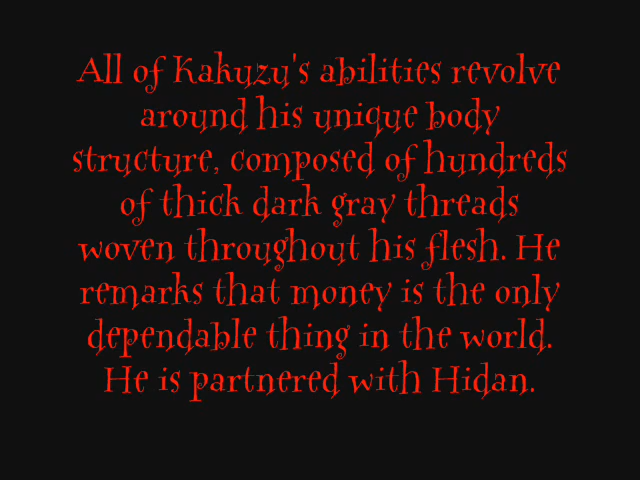 All of Kakuzu's abilities revolve
around his unique body
structure, composed of hundreds
of thick dark gray threads
woven throughout his flesh. He
remarks that money is the only
dependable thing in the world.
He is partnered with Hidan.